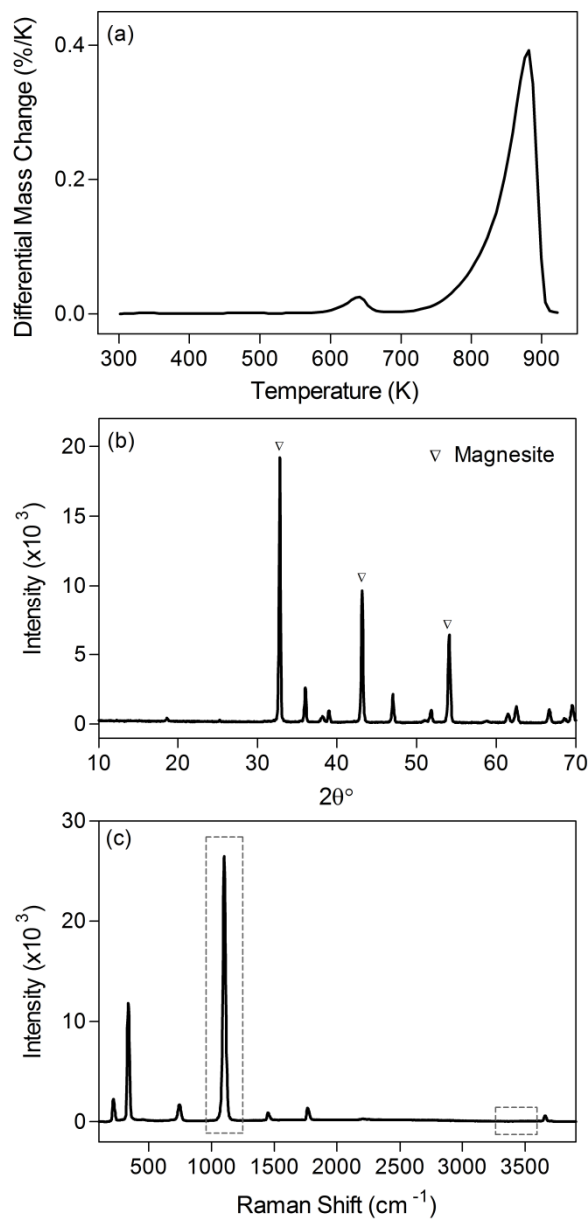 (a)
Differential Mass Change (%/K)
0.4
0.2
0.0
300 400 500 600 700 800 900
Temperature (K)
(b)
▿ Magnesite
Intensity (x10 3)
20
15
10
5
0
10 20 30 40 50 60 70
2θ°
(c)
Intensity (x10 3)
30
20
10
0
500 1000 1500 2000 2500 3000 3500
Raman Shift (cm -1)